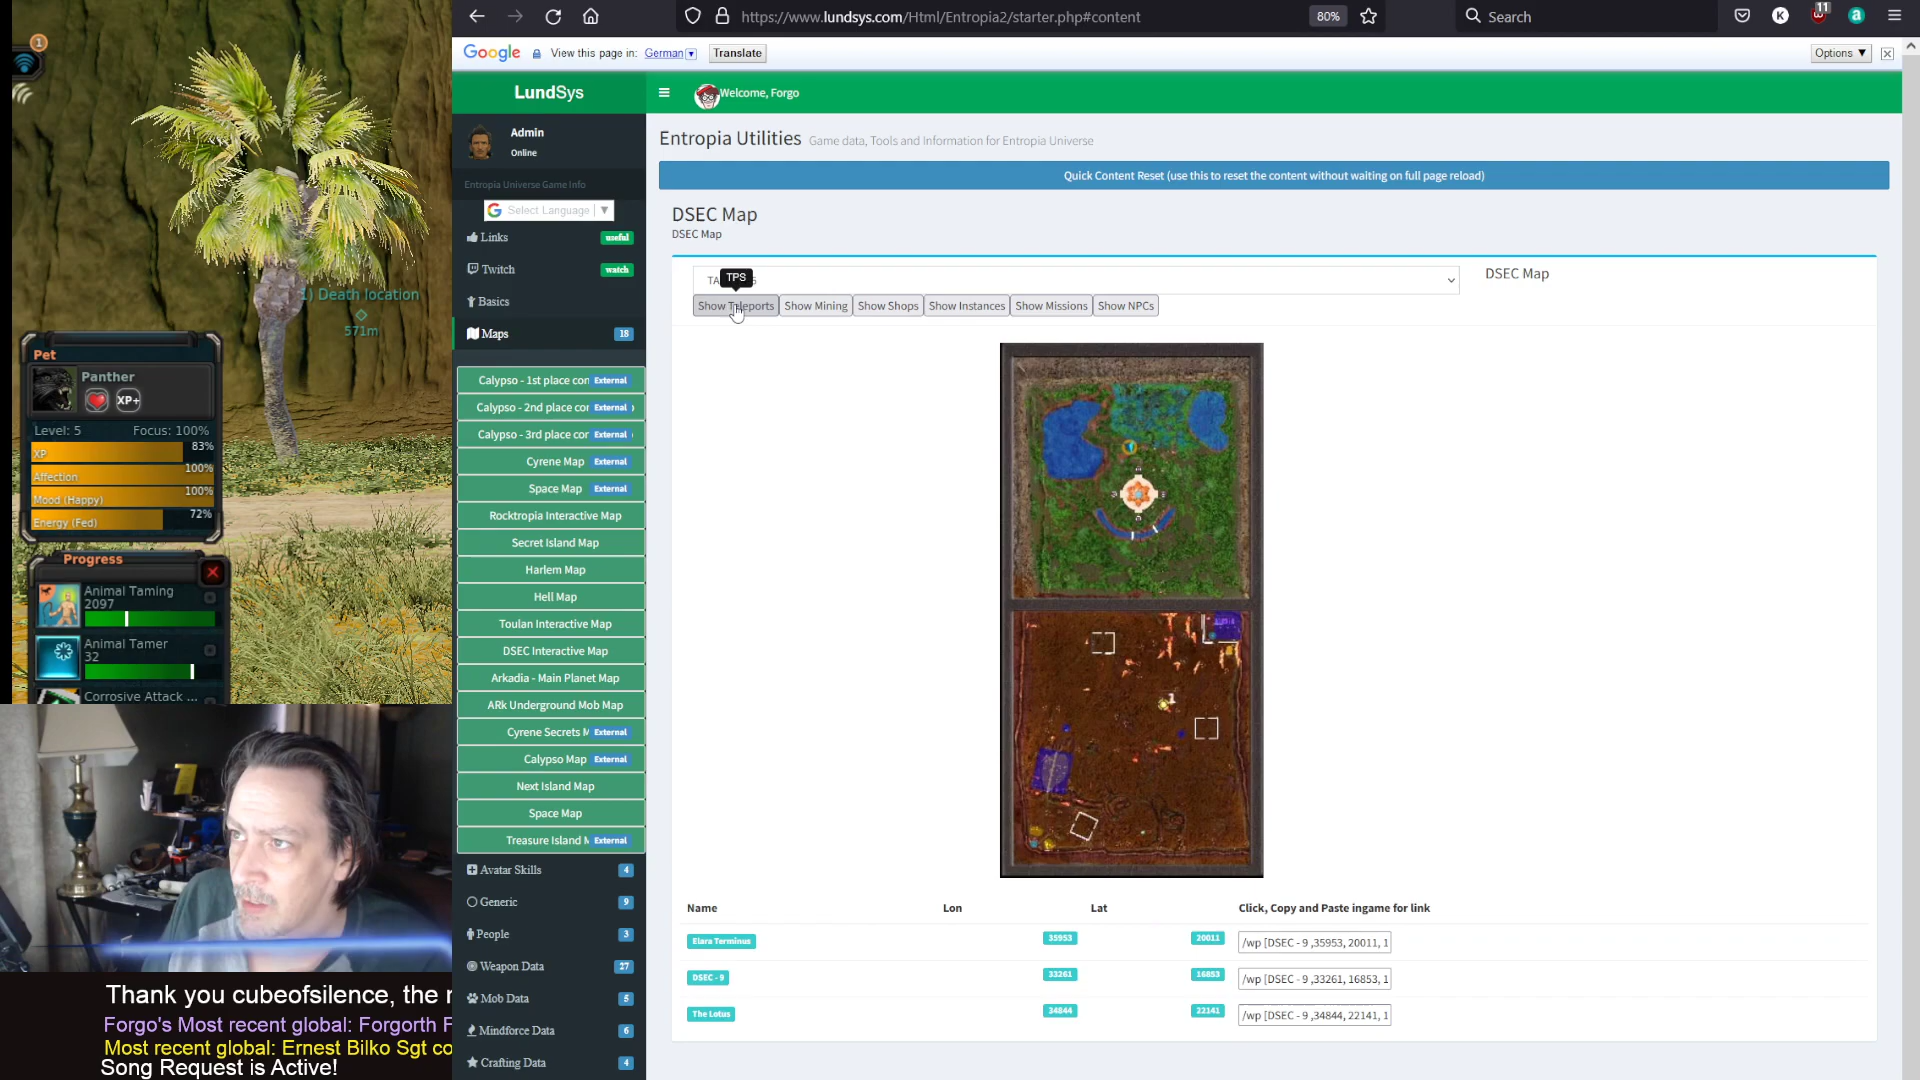 https://www.lundsys.com/Html/Entropia2/starter.php#content
80%
Search
11
Google
View this page in:
German
Translate
Options ▼
LundSys
Welcome, Forgo
Admin
Online
Entropia Utilities
Game data, Tools and Information for Entropia Universe
Entropia Universe Game Info
Quick Content Reset (use this to reset the content without waiting on full page reload)
Select Language
DSEC Map
DSEC Map
DSEC Map
TPS
Show Teleports
Show Mining
Show Shops
Show Instances
Show Missions
Show NPCs
Links
useful
Twitch
watch
Basics
Maps
18
Calypso - 1st place con
External
Calypso - 2nd place con
External
Calypso - 3rd place con
External
Cyrene Map
External
Space Map
External
Rocktropia Interactive Map
Secret Island Map
Harlem Map
Hell Map
Toulan Interactive Map
DSEC Interactive Map
Arkadia - Main Planet Map
ARk Underground Mob Map
Cyrene Secrets M
External
Calypso Map
External
Next Island Map
Space Map
Treasure Island M
External
Avatar Skills
4
Generic
9
People
3
Weapon Data
27
Mob Data
5
Mindforce Data
6
Crafting Data
4
Name
Lon
Lat
Click, Copy and Paste ingame for link
Elara Terminus
35953
20011
/wp [DSEC - 9 ,35953, 20011, 1
DSEC - 9
33261
16853
/wp [DSEC - 9 ,33261, 16853, 1
The Lotus
34844
22141
/wp [DSEC - 9 ,34844, 22141, 1
1
1) Death location
571m
Pet
Panther
XP+
Level: 5
Focus: 100%
XP
83%
Affection
100%
Mood (Happy)
100%
Energy (Fed)
72%
Progress
Animal Taming
2097
Animal Tamer
32
Corrosive Attack ...
Thank you cubeofsilence, the
Forgo's Most recent global: Forgorth F
Most recent global: Ernest Bilko Sgt co
Song Request is Active!